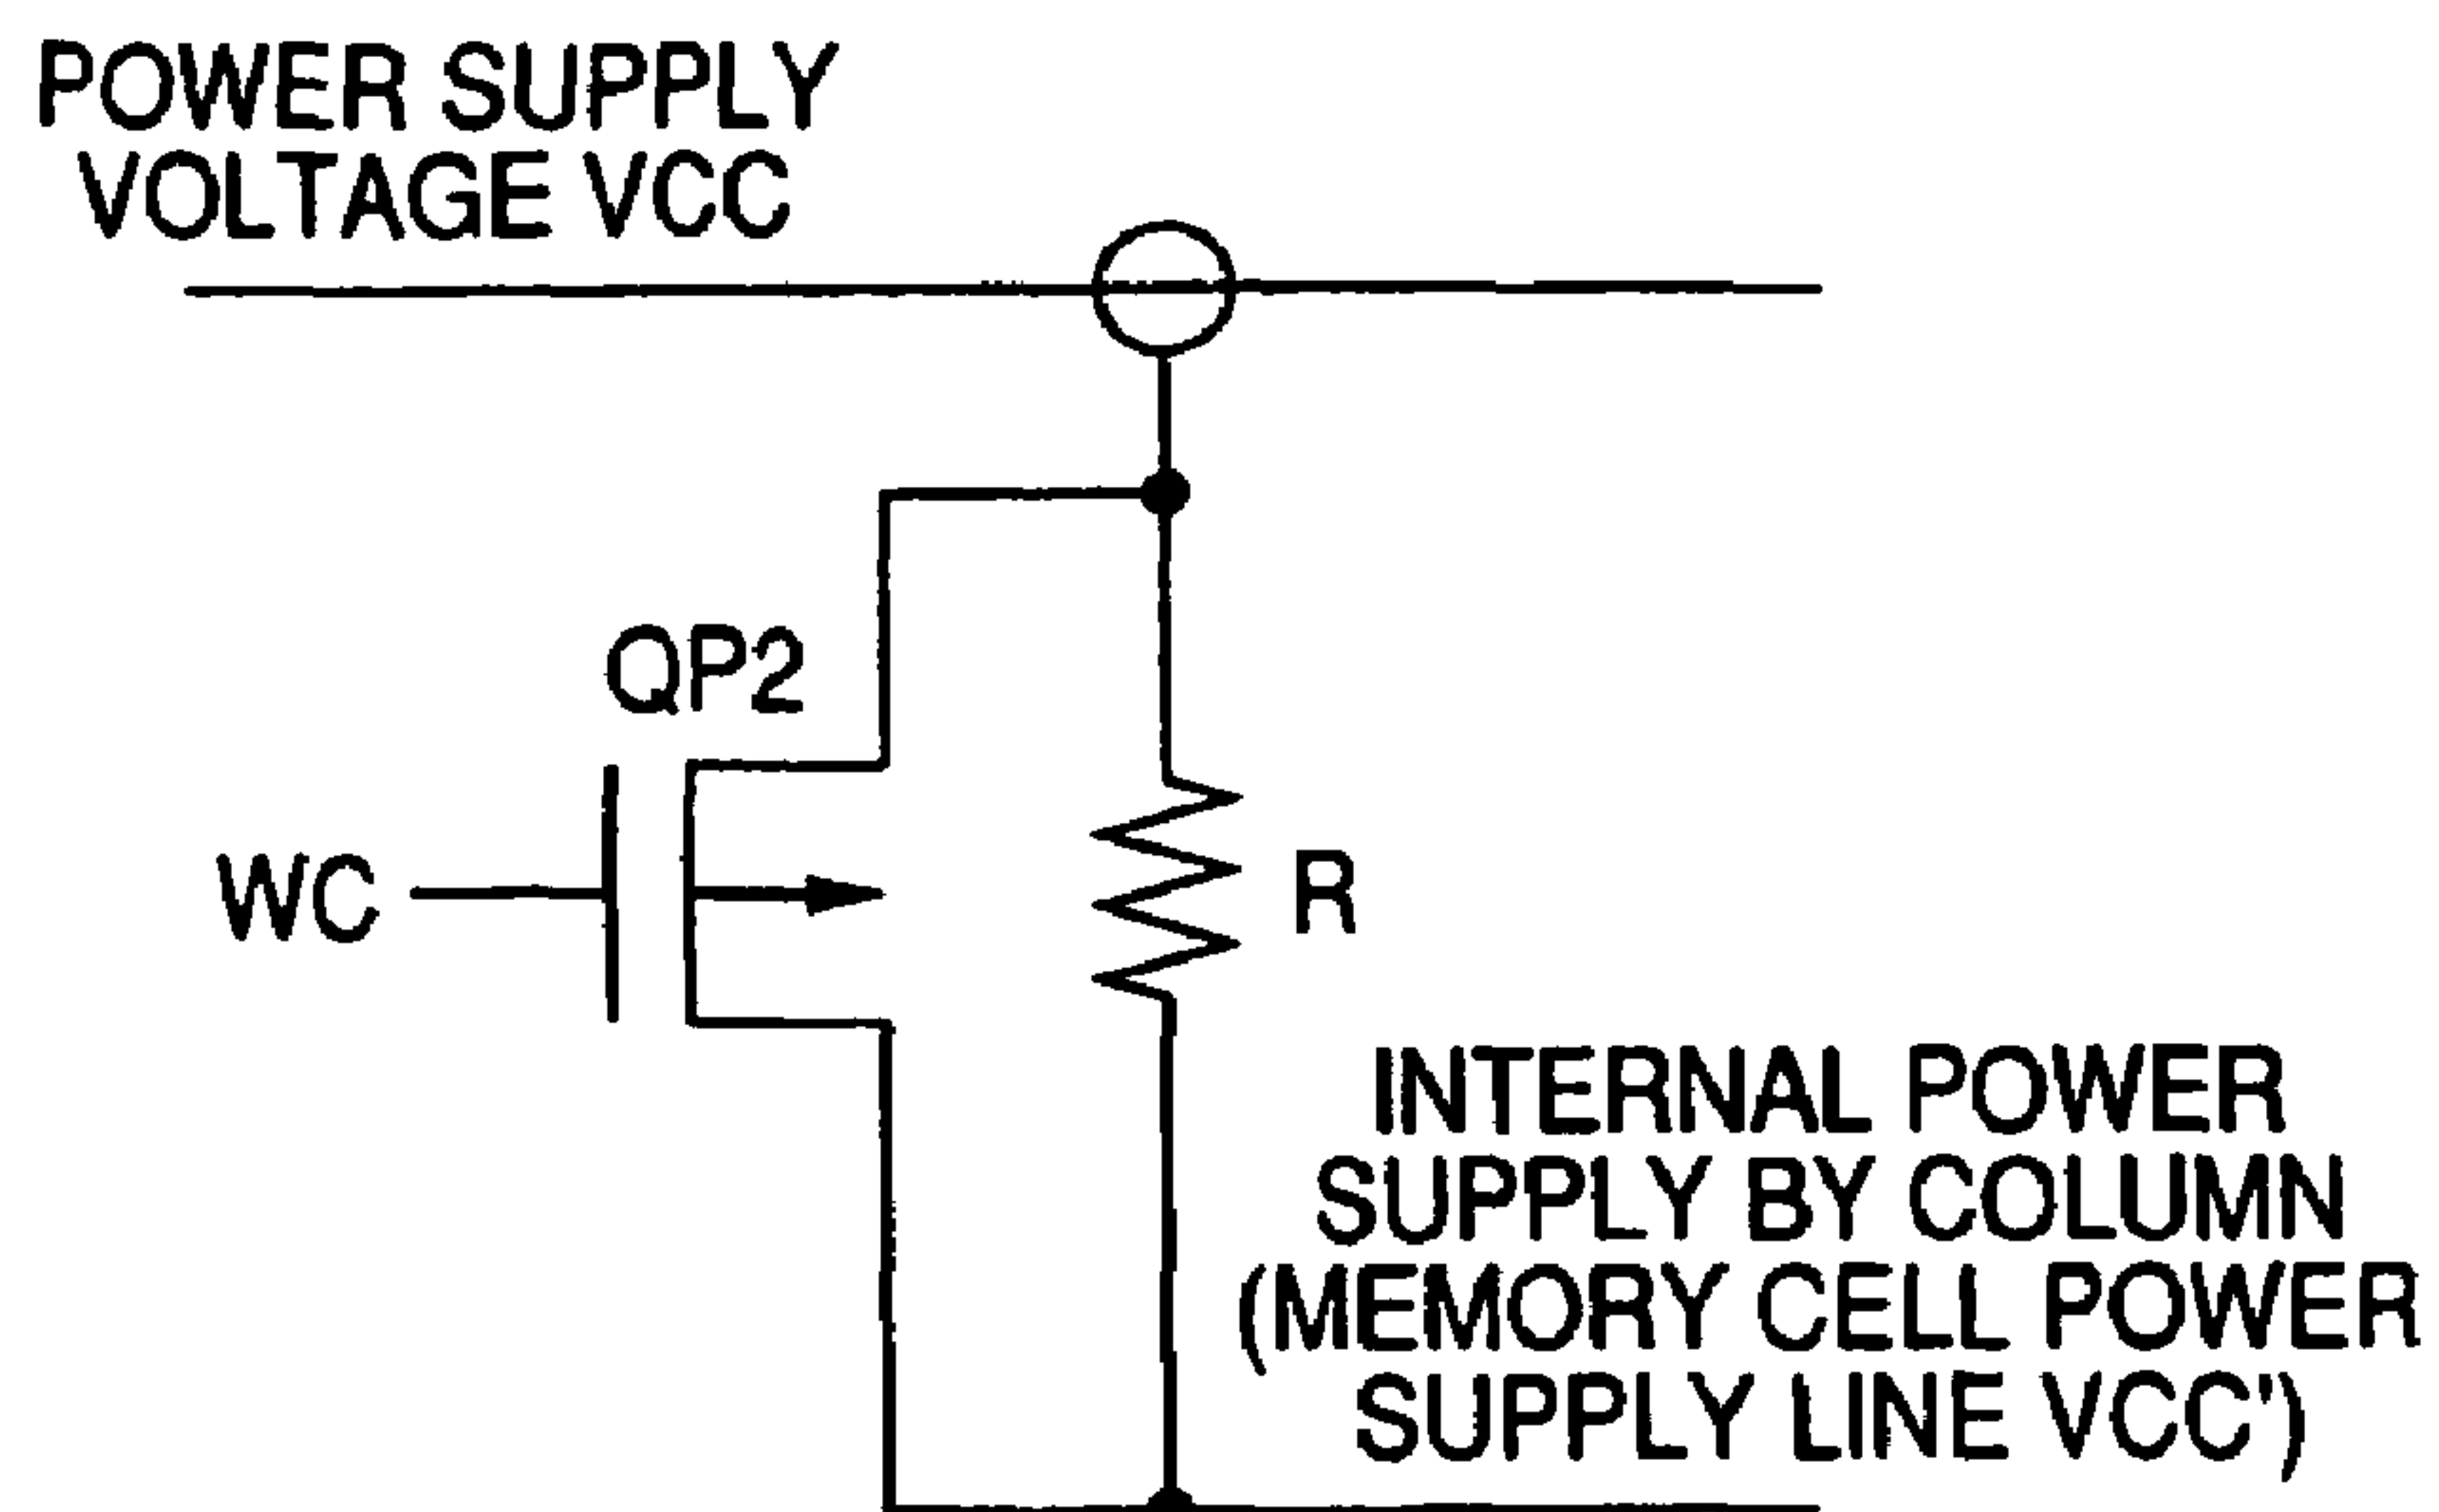 POWER SUPPLY
VOLTAGE VCC
QP2
WC
R
INTERNAL POWER
SUPPLY BY COLUMN
(MEMORY CELL POWER
SUPPLY LINE VCC')